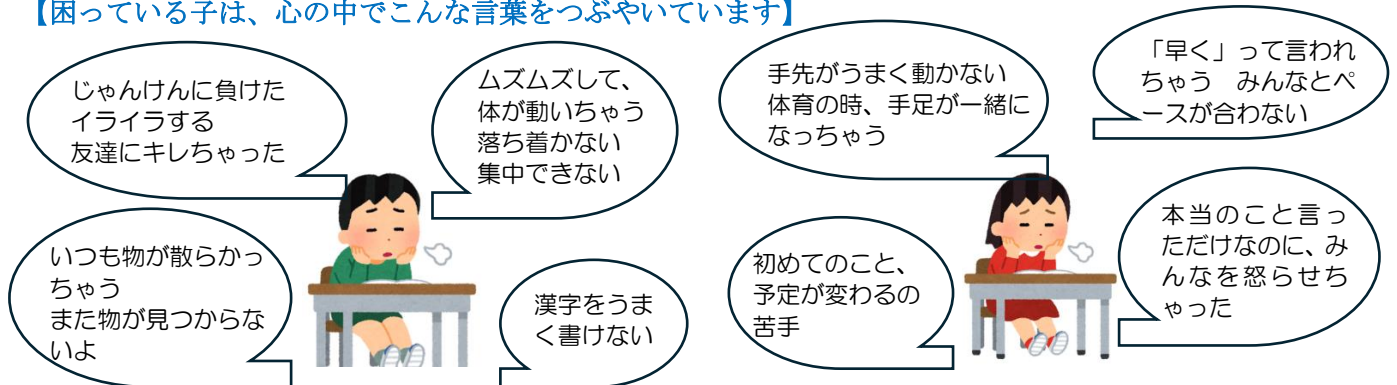 【困っている子は、心の中でこんな言葉をつぶやいています】
じゃんけんに負けた
イライラする
友達にキレちゃった
ムズムズして、
体が動いちゃう
落ち着かない
集中できない
手先がうまく動かない
体育の時、手足が一緒に
なっちゃう
「早く」って言われ
ちゃう　みんなとペ
ースが合わない
いつも物が散らかっ
ちゃう
また物が見つからな
いよ
漢字をうま
く書けない
初めてのこと、
予定が変わるの
苦手
本当のこと言っ
ただけなのに、み
んなを怒らせち
ゃった